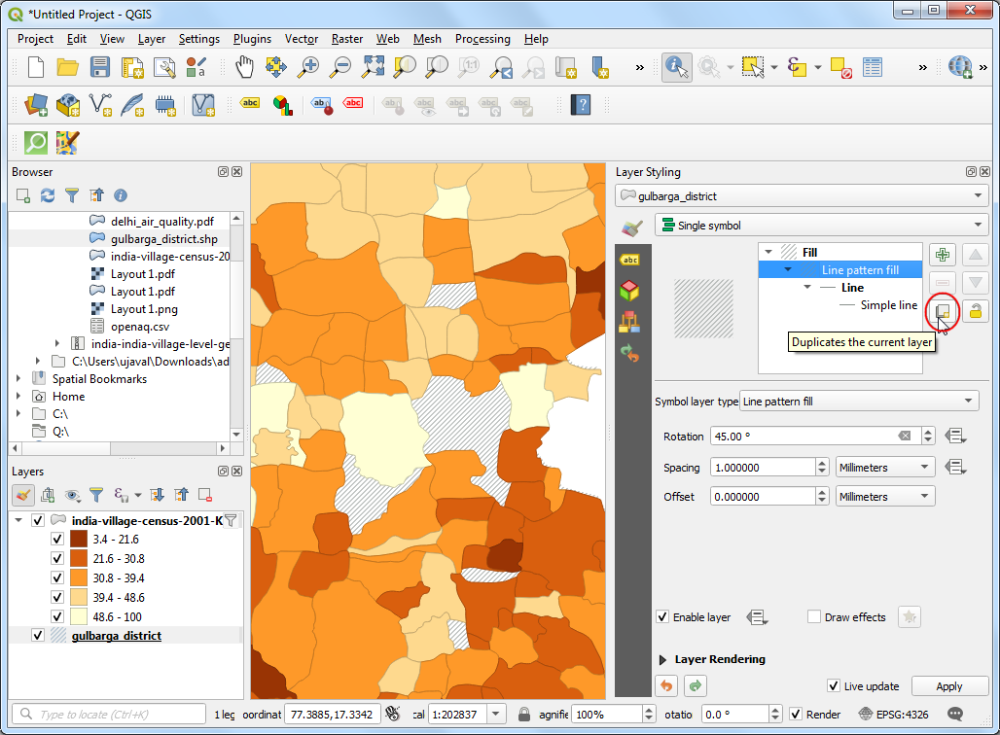 *Untitled Project - QGIS
Project Edit View Layer Settings Plugins Vector Raster Web Mesh Processing Help
Browser
delhi_air_quality.pdf
gulbarga_district.shp
india-village-census-20
Layout 1.pdf
Layout 1.pdf
Layout 1.png
openaq.csv
india-india-village-level-ge
C:\Users\ujaval\Downloads\ad
Spatial Bookmarks
Home
C:\
Q:\
Layers
india-village-census-2001-K
3.4 - 21.6
21.6 - 30.8
30.8 - 39.4
39.4 - 48.6
48.6 - 100
gulbarga_district
Layer Styling
gulbarga_district
Single symbol
Fill
Line pattern fill
Line
Simple line
Duplicates the current layer
Symbol layer type Line pattern fill
Rotation 45.00 °
Spacing 1.000000 Millimeters
Offset 0.000000 Millimeters
Enable layer Draw effects
Layer Rendering
Live update Apply
Type to locate (Ctrl+K) 1 leg oordinat 77.3885,17.3342 cal 1:202837 agnifie 100% otatio 0.0 ° Render EPSG:4326